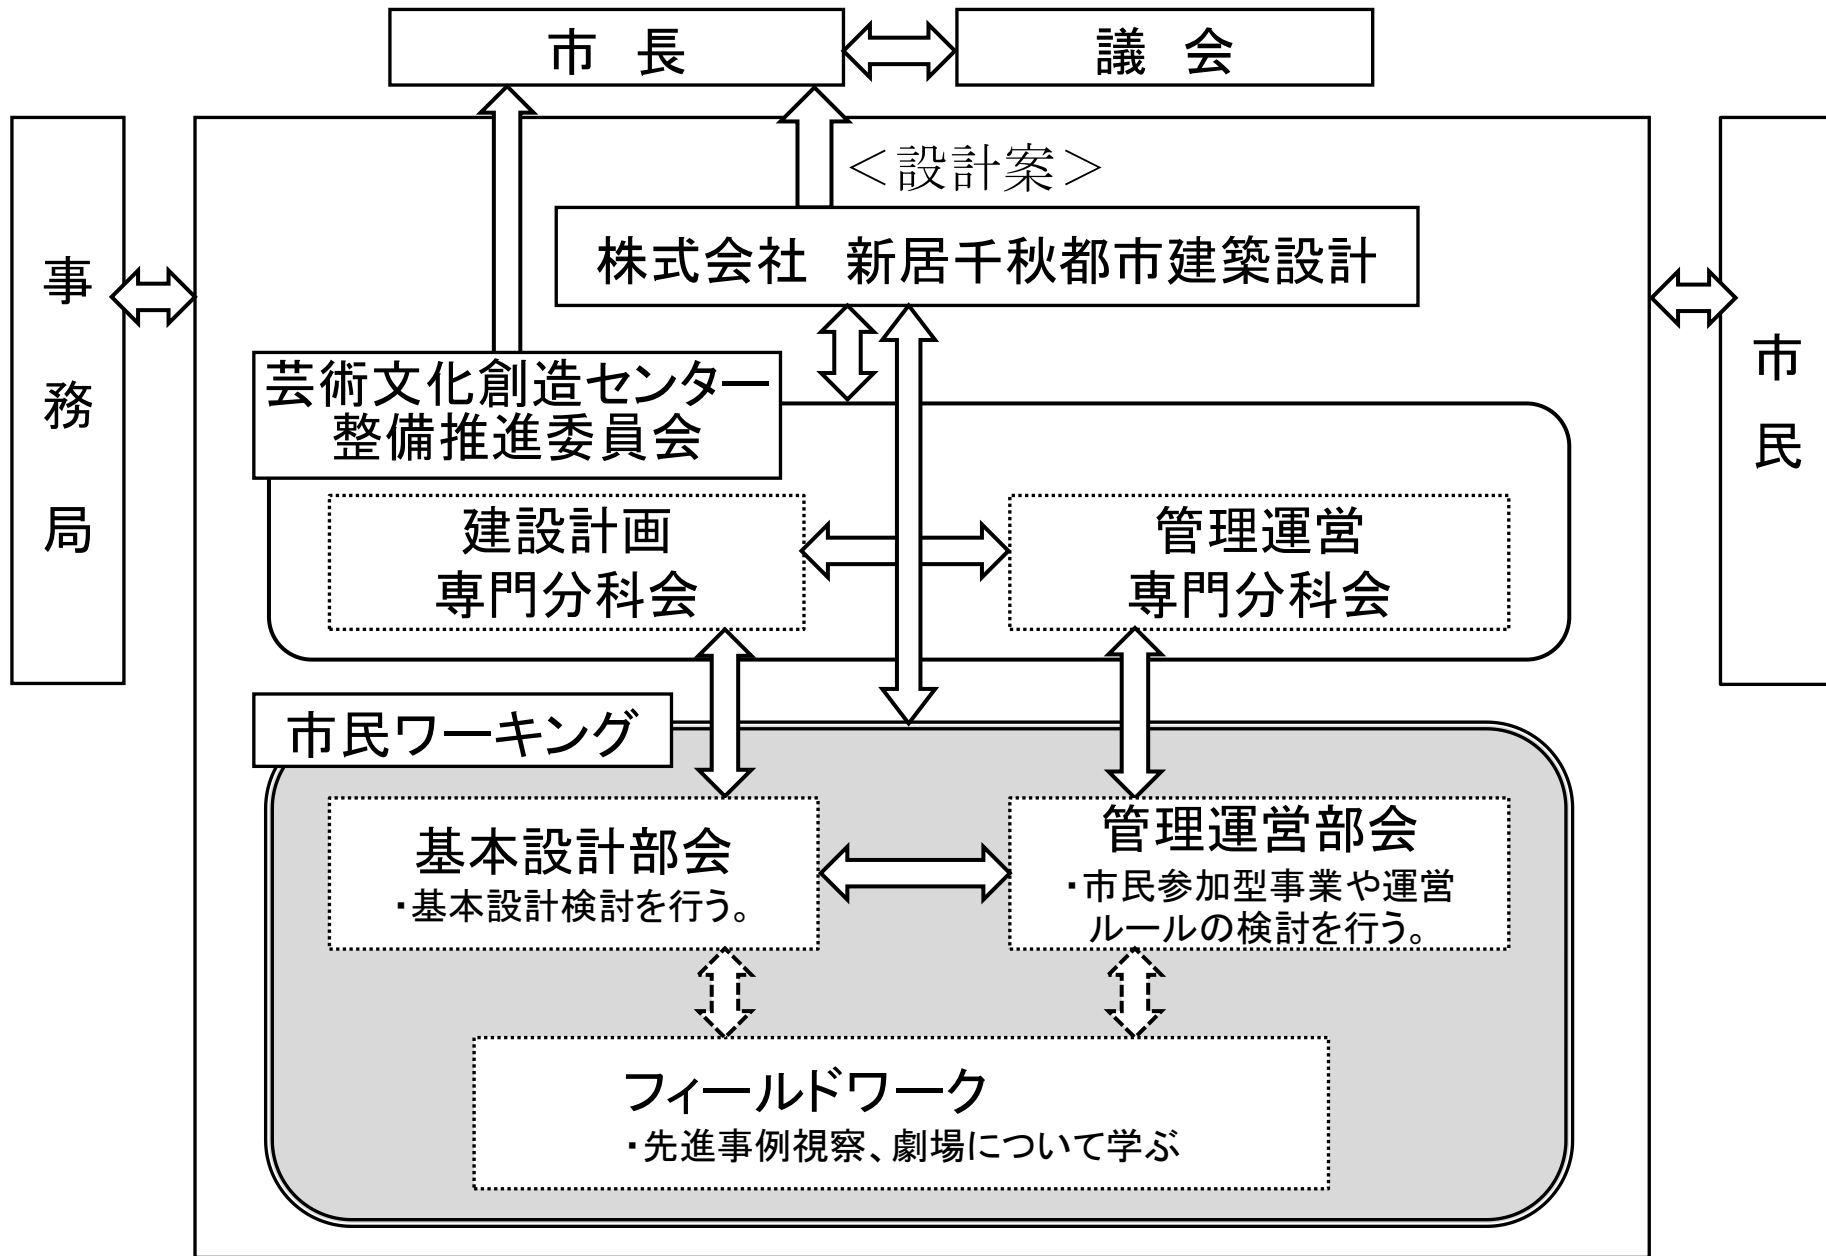 市　長
議　会
＜設計案＞
株式会社　新居千秋都市建築設計
事務局
市民
芸術文化創造センター
整備推進委員会
建設計画
専門分科会
管理運営
専門分科会
市民ワーキング
基本設計部会
・基本設計検討を行う。
管理運営部会
・市民参加型事業や運営
ルールの検討を行う。
フィールドワーク
・先進事例視察、劇場について学ぶ